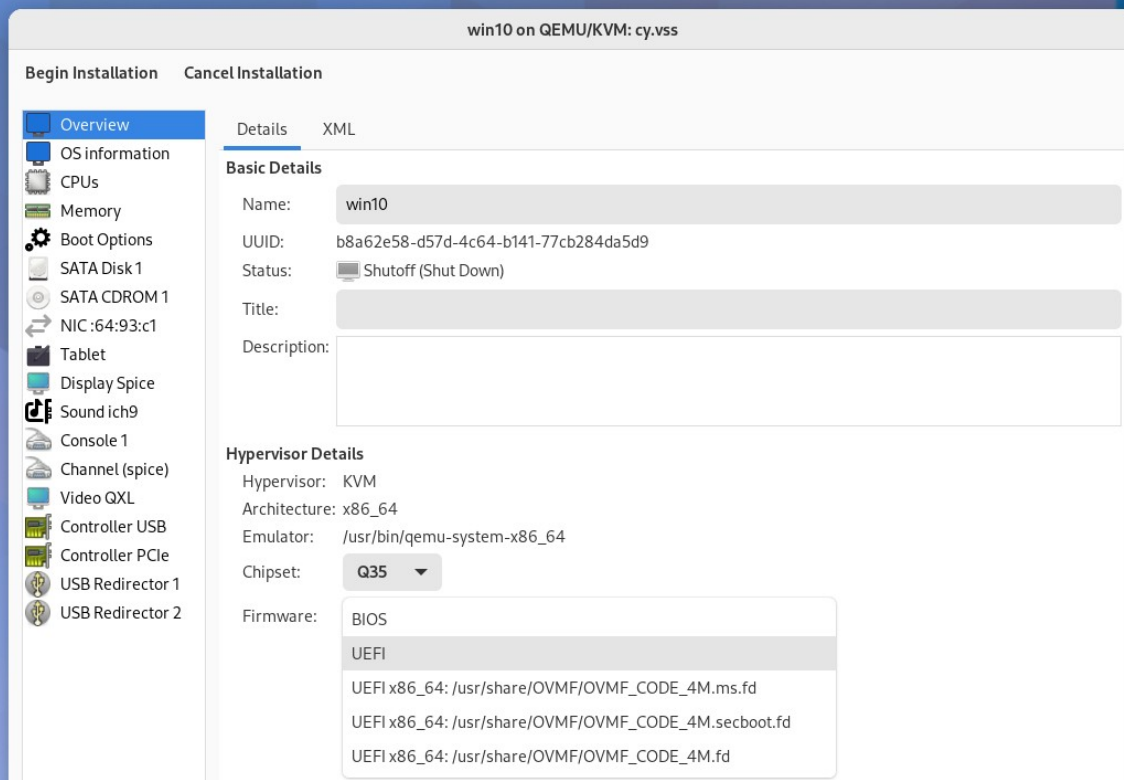 win10 on QEMU/KVM: cy.vss
Begin Installation Cancel Installation
Overview
OS information
CPUs
Memory
Boot Options
SATA Disk 1
SATA CDROM 1
NIC :64:93:c1
Tablet
Display Spice
Sound ich9
Console 1
Channel (spice)
Video QXL
Controller USB
Controller PCIe
USB Redirector 1
USB Redirector 2
Details XML
Basic Details
Name: win10
UUID: b8a62e58-d57d-4c64-b141-77cb284da5d9
Status: Shutoff (Shut Down)
Title:
Description:
Hypervisor Details
Hypervisor: KVM
Architecture: x86_64
Emulator: /usr/bin/qemu-system-x86_64
Chipset: Q35
Firmware:
BIOS
UEFI
UEFI x86_64: /usr/share/OVMF/OVMF_CODE_4M.ms.fd
UEFI x86_64: /usr/share/OVMF/OVMF_CODE_4M.secboot.fd
UEFI x86_64: /usr/share/OVMF/OVMF_CODE_4M.fd